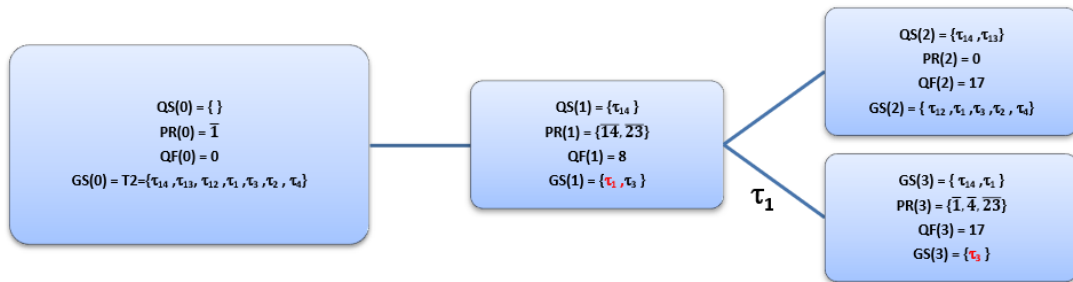 QS(0) = { }
PR(0) = 1̅
QF(0) = 0
GS(0) = T2={τ₁₄ ,τ₁₃, τ₁₂ ,τ₁ ,τ₃ ,τ₂ , τ₄}
QS(1) = {τ₁₄ }
PR(1) = {1̅4̅, 2̅3̅}
QF(1) = 8
GS(1) = {τ₁ ,τ₃ }
τ₁
QS(2) = {τ₁₄ ,τ₁₃}
PR(2) = 0
QF(2) = 17
GS(2) = { τ₁₂ ,τ₁ ,τ₃ ,τ₂ , τ₄}
GS(3) = { τ₁₄ ,τ₁ }
PR(3) = {1̅, 4̅, 2̅3̅}
QF(3) = 17
GS(3) = {τ₃ }